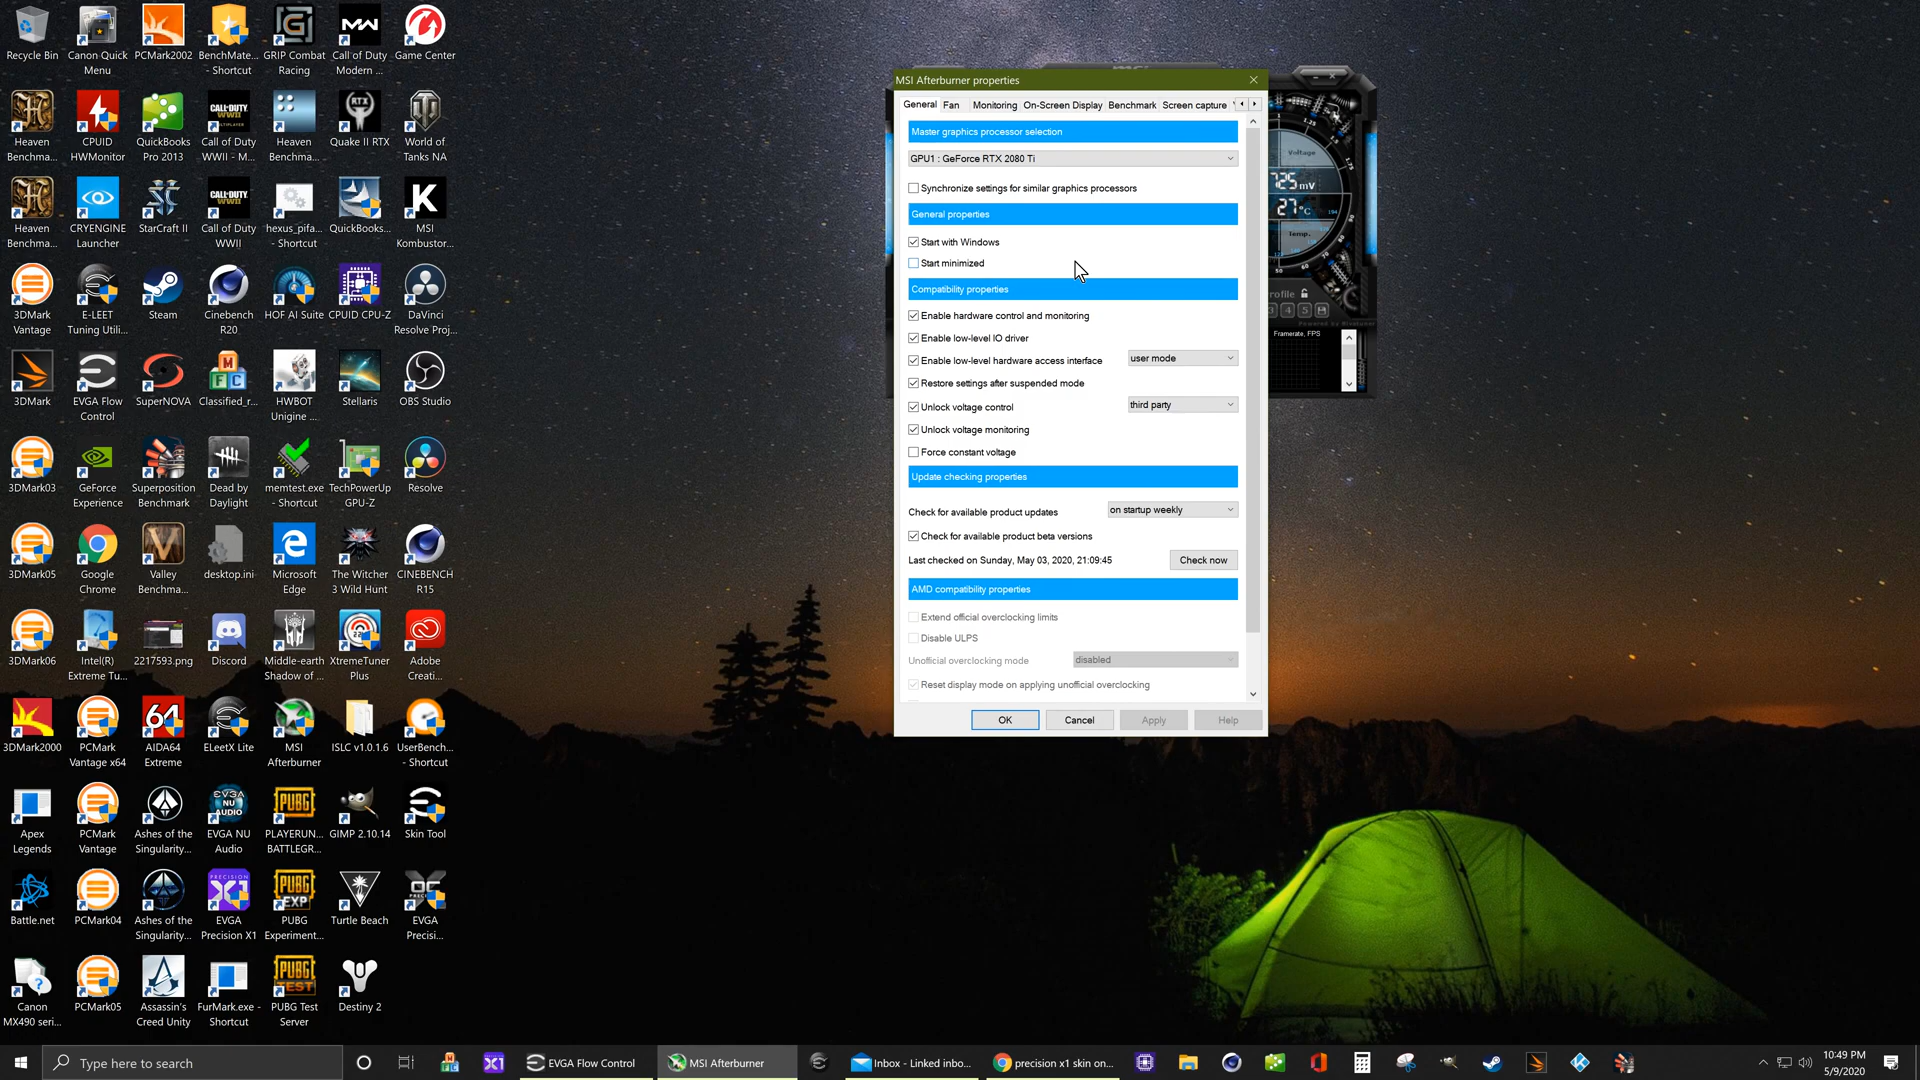 Recycle Bin
Canon Quick
Menu
PCMark2002
BenchMate...
- Shortcut
GRIP Combat
Racing
Call of Duty
Modern ...
Game Center
Heaven
Benchma...
CPUID
HWMonitor
QuickBooks
Pro 2013
Call of Duty
WWII - M...
Heaven
Benchma...
Quake II RTX
World of
Tanks NA
Heaven
Benchma...
CRYENGINE
Launcher
StarCraft II
Call of Duty
WWII
hexus_pifa...
- Shortcut
QuickBooks...
MSI
Kombustor...
3DMark
Vantage
E-LEET
Tuning Utili...
Steam
Cinebench
R20
HOF AI Suite
CPUID CPU-Z
DaVinci
Resolve Proj...
3DMark
EVGA Flow
Control
SuperNOVA
Classified_r...
HWBOT
Unigine ...
Stellaris
OBS Studio
3DMark03
GeForce
Experience
Superposition
Benchmark
Dead by
Daylight
memtest.exe
- Shortcut
TechPowerUp
GPU-Z
Resolve
3DMark05
Google
Chrome
Valley
Benchma...
desktop.ini
Microsoft
Edge
The Witcher
3 Wild Hunt
CINEBENCH
R15
3DMark06
Intel(R)
Extreme Tu...
2217593.png
Discord
Middle-earth
Shadow of ...
XtremeTuner
Plus
Adobe
Creati...
3DMark2000
PCMark
Vantage x64
AIDA64
Extreme
ELeetX Lite
MSI
Afterburner
ISLC v1.0.1.6
UserBench...
- Shortcut
Apex
Legends
PCMark
Vantage
Ashes of the
Singularity...
EVGA NU
Audio
PLAYERUN...
BATTLEGR...
GIMP 2.10.14
Skin Tool
Battle.net
PCMark04
Ashes of the
Singularity...
EVGA
Precision X1
PUBG
Experiment...
Turtle Beach
EVGA
Precisi...
Canon
MX490 seri...
PCMark05
Assassin's
Creed Unity
FurMark.exe -
Shortcut
PUBG Test
Server
Destiny 2
MSI Afterburner properties
General Fan Monitoring On-Screen Display Benchmark Screen capture
Master graphics processor selection
GPU1 : GeForce RTX 2080 Ti
Synchronize settings for similar graphics processors
General properties
Start with Windows
Start minimized
Compatibility properties
Enable hardware control and monitoring
Enable low-level IO driver
Enable low-level hardware access interface user mode
Restore settings after suspended mode
Unlock voltage control third party
Unlock voltage monitoring
Force constant voltage
Update checking properties
Check for available product updates on startup weekly
Check for available product beta versions
Last checked on Sunday, May 03, 2020, 21:09:45 Check now
AMD compatibility properties
Extend official overclocking limits
Disable ULPS
Unofficial overclocking mode disabled
Reset display mode on applying unofficial overclocking
OK Cancel Apply Help
Voltage
725 mV
27 °C
Temp.
Framerate, FPS
Type here to search
EVGA Flow Control
MSI Afterburner
Inbox - Linked inbo...
precision x1 skin on...
10:49 PM
5/9/2020